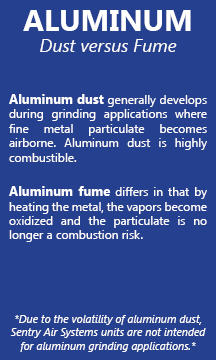 ALUMINUM
Dust versus Fume
Aluminum dust generally develops
during grinding applications where
fine metal particulate becomes
airborne. Aluminum dust is highly
combustible.
Aluminum fume differs in that by
heating the metal, the vapors become
oxidized and the particulate is no
longer a combustion risk.
*Due to the volatility of aluminum dust,
Sentry Air Systems units are not intended
for aluminum grinding applications.*